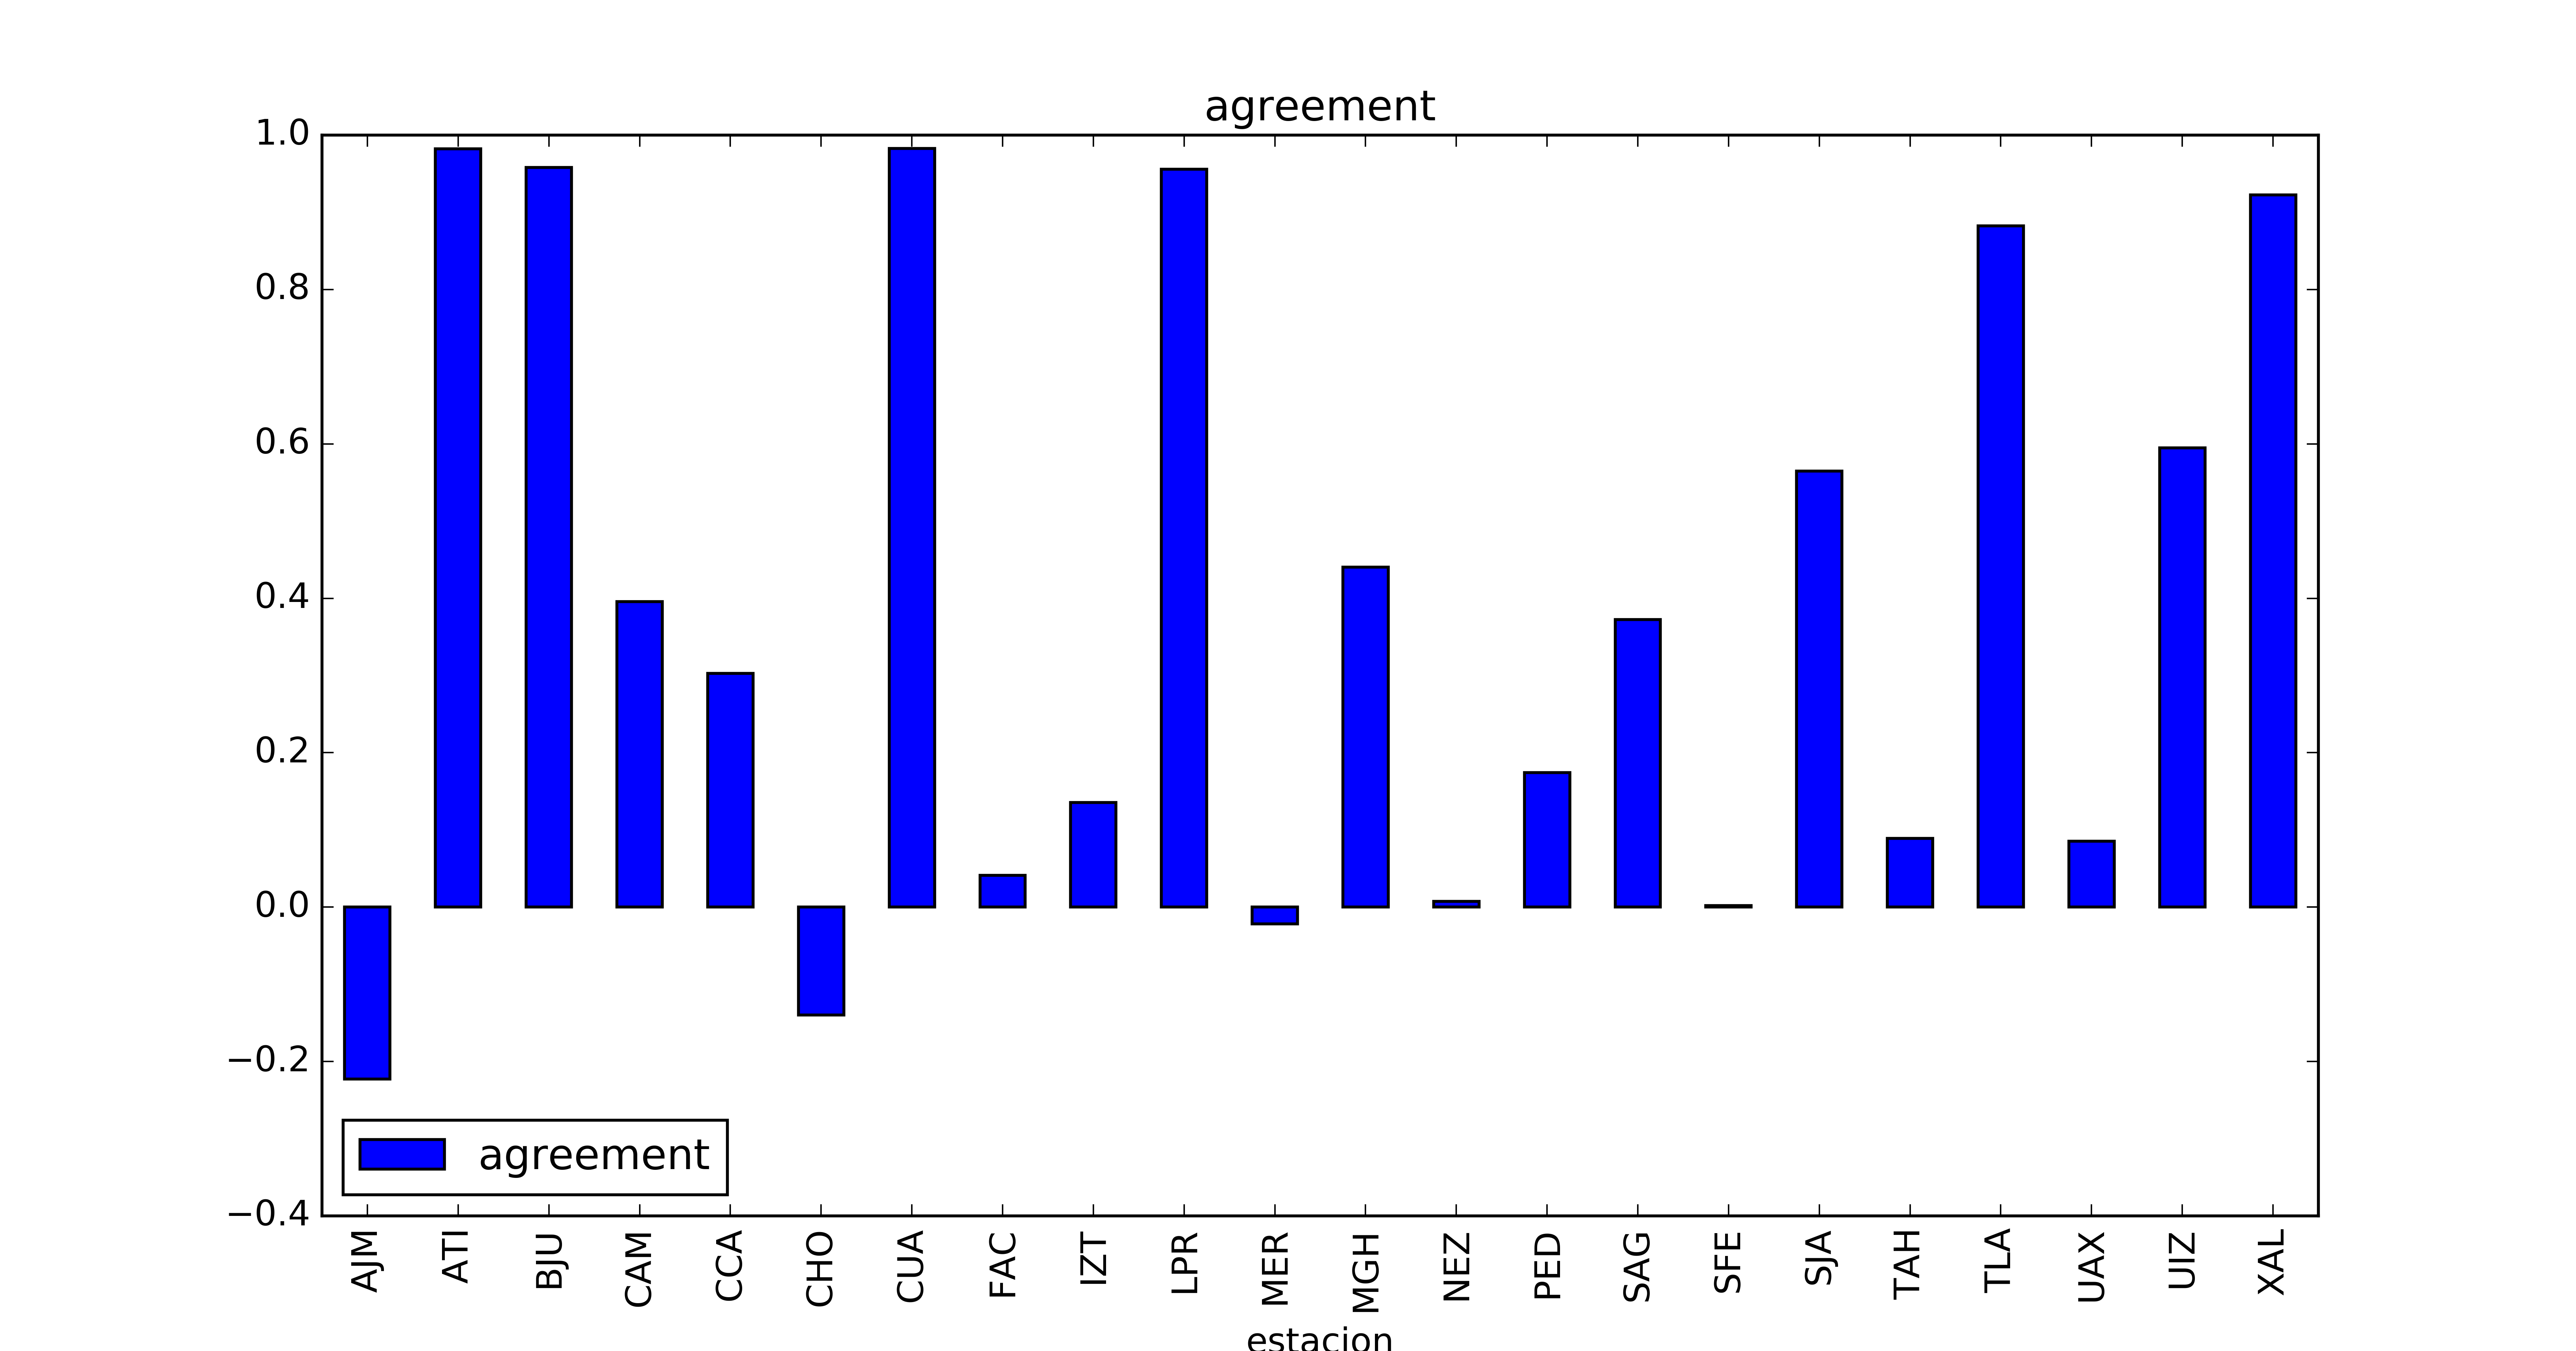 agreement
1.0
0.8
0.6
0.4
0.2
0.0
−0.2
−0.4
agreement
AJM ATI BJU CAM CCA CHO CUA FAC IZT LPR MER MGH NEZ PED SAG SFE SJA TAH TLA UAX UIZ XAL
estacion